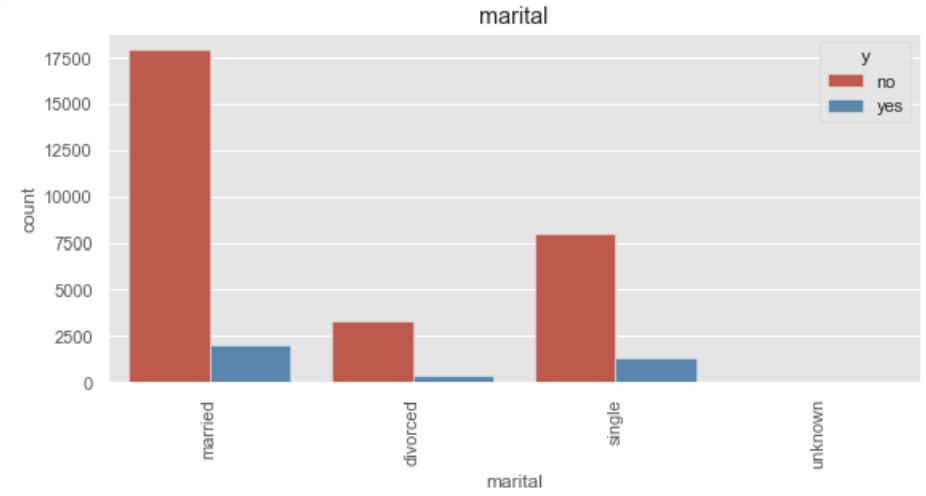 marital
y
no
yes
17500
15000
12500
10000
7500
5000
2500
0
count
married
divorced
single
unknown
marital